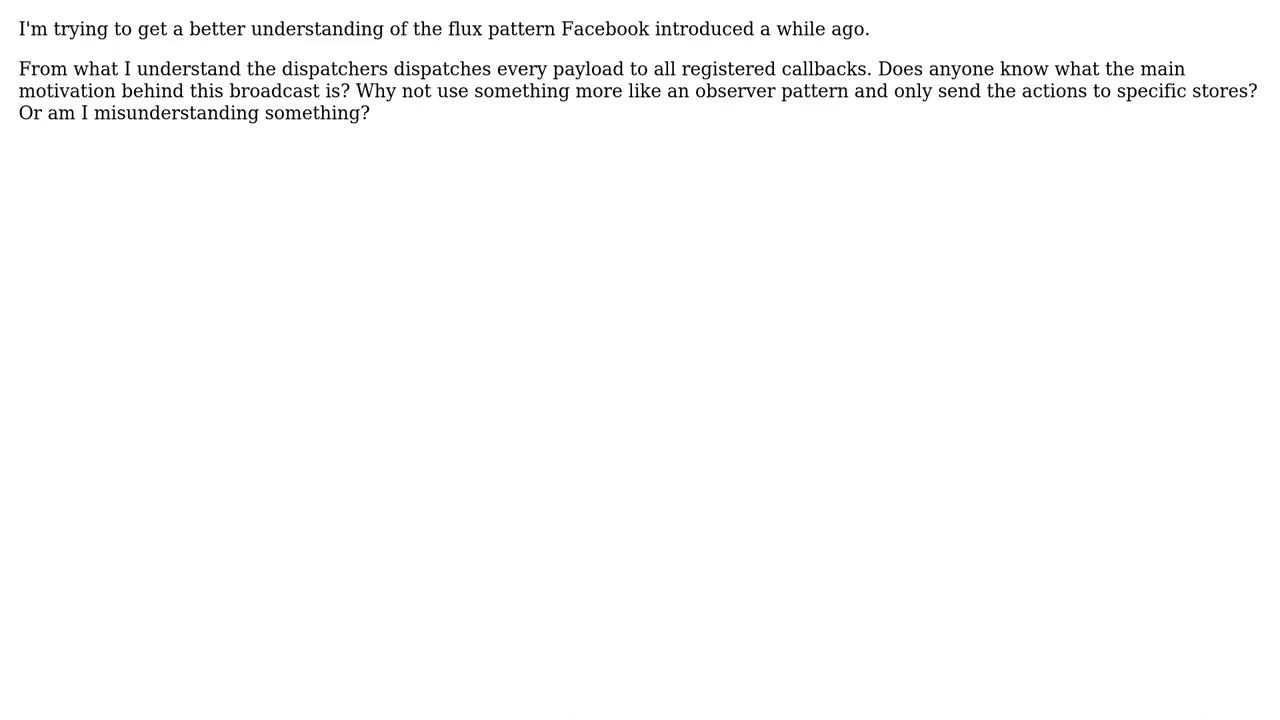 I'm trying to get a better understanding of the flux pattern Facebook introduced a while ago.
From what I understand the dispatchers dispatches every payload to all registered callbacks. Does anyone know what the main
motivation behind this broadcast is? Why not use something more like an observer pattern and only send the actions to specific stores?
Or am I misunderstanding something?